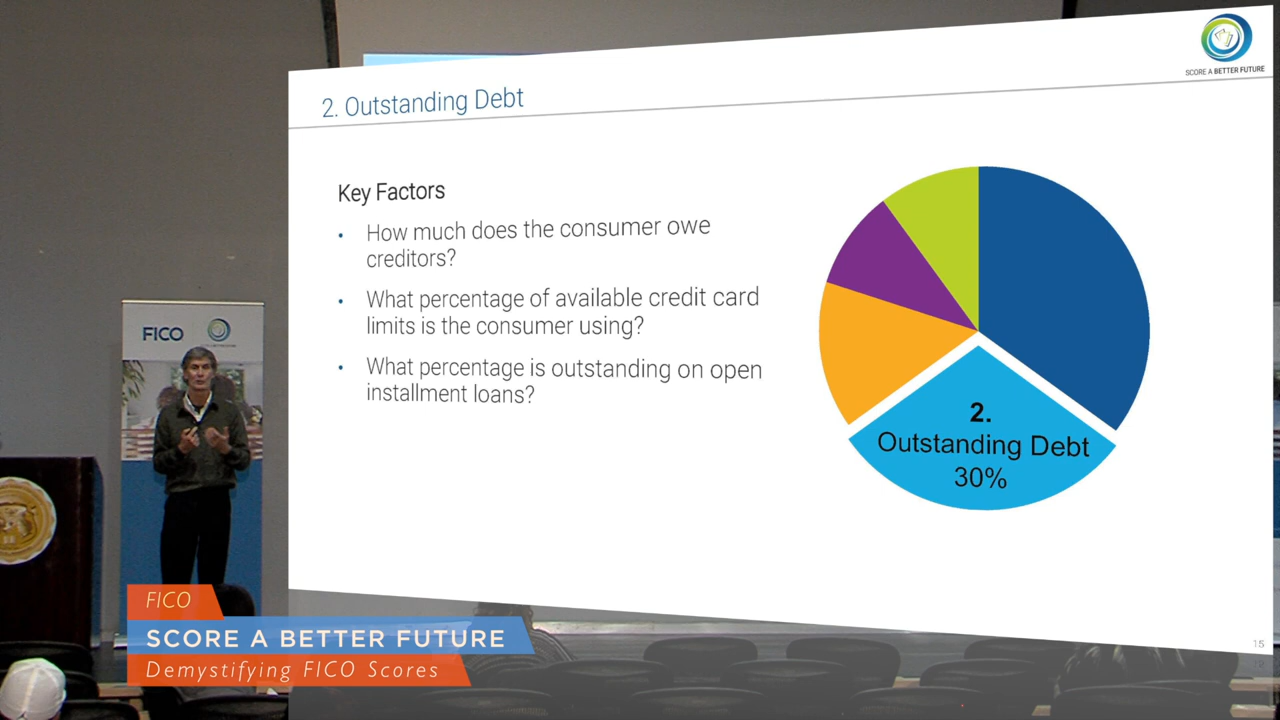 SCORE A BETTER FUTURE
2. Outstanding Debt
Key Factors
• How much does the consumer owe
creditors?
• What percentage of available credit card
limits is the consumer using?
• What percentage is outstanding on open
installment loans?
2.
Outstanding Debt
30%
15
FICO
FICO
SCORE A BETTER FUTURE
Demystifying FICO Scores